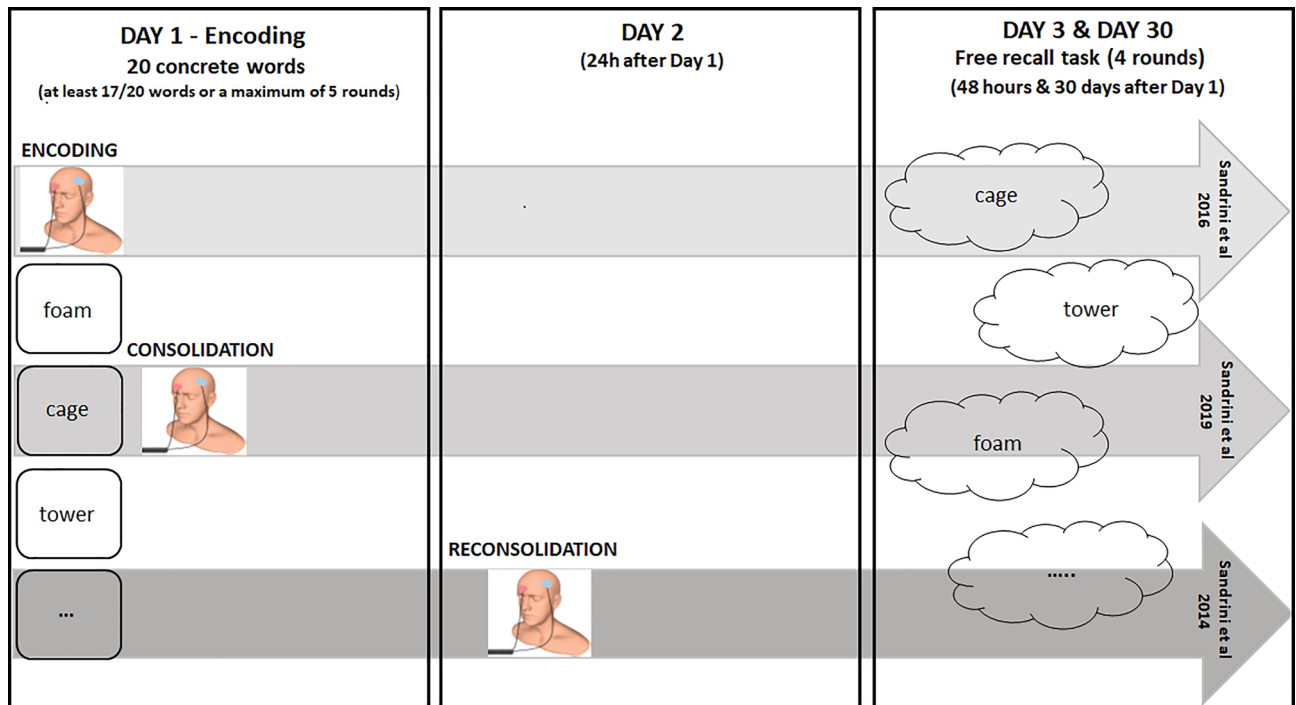 DAY 1 - Encoding
20 concrete words
(at least 17/20 words or a maximum of 5 rounds)
ENCODING
foam
CONSOLIDATION
cage
tower
...
DAY 2
(24h after Day 1)
RECONSOLIDATION
DAY 3 & DAY 30
Free recall task (4 rounds)
(48 hours & 30 days after Day 1)
cage
tower
foam
.....
Sandrini et al
2016
Sandrini et al
2019
Sandrini et al
2014